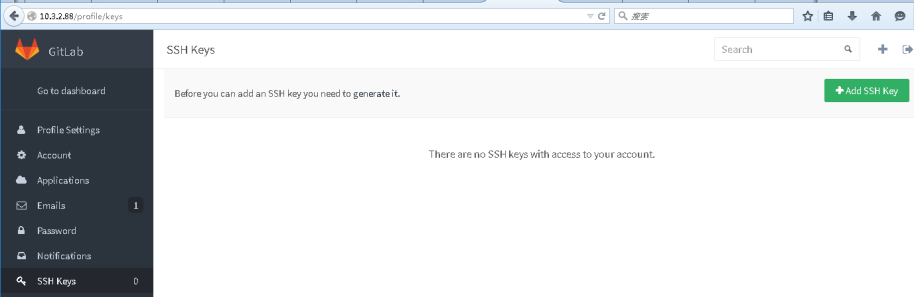 10.3.2.88/profile/keys
搜索
GitLab
SSH Keys
Search
Go to dashboard
Before you can add an SSH key you need to generate it.
Add SSH Key
There are no SSH keys with access to your account.
Profile Settings
Account
Applications
Emails 1
Password
Notifications
SSH Keys 0